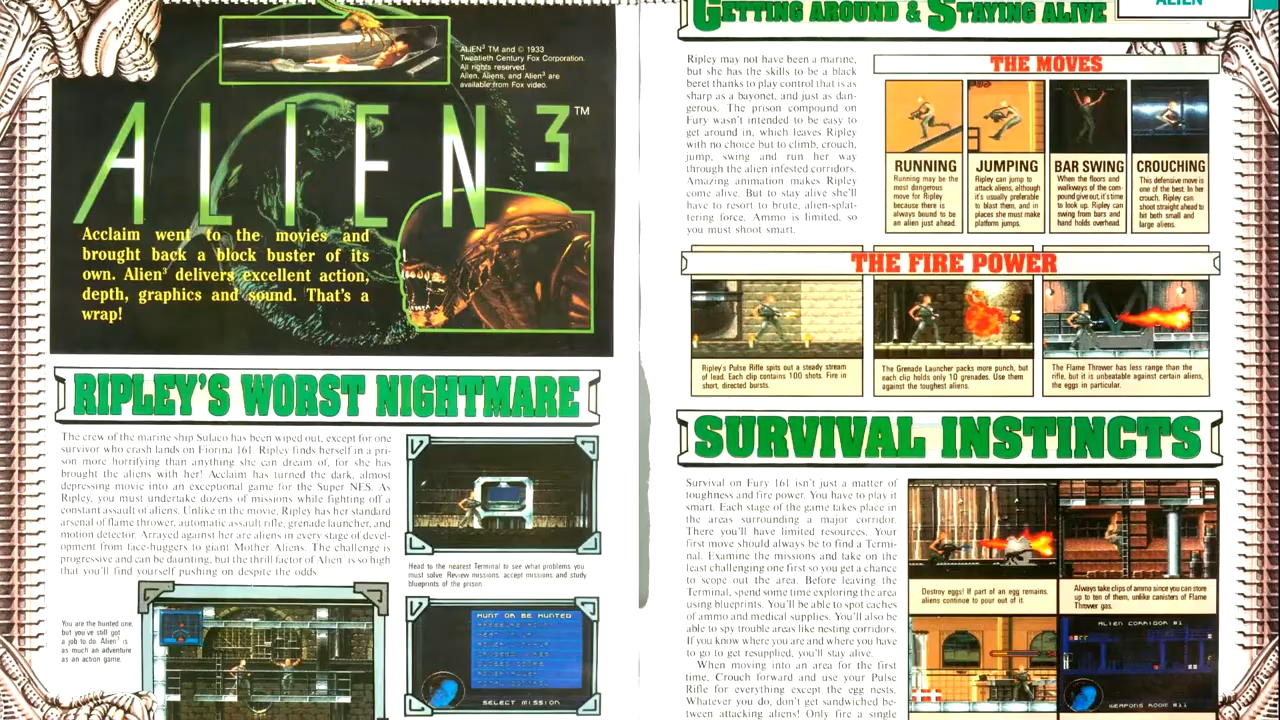 ALIEN³ TM and © 1933
Twentieth Century Fox Corporation.
All rights reserved.
Alien, Aliens, and Alien³ are
available from Fox video.
ALIEN 3™
Acclaim went to the movies and
brought back a block buster of its
own. Alien³ delivers excellent action,
depth, graphics and sound. That's a
wrap!
RIPLEY'S WORST NIGHTMARE
The crew of the marine ship Sulaco has been wiped out, except for one
survivor who crash lands on Fiorina 161. Ripley finds herself in a pri-
son more horrifying than anything she can dream of, for she has
brought the aliens with her! Acclaim has turned the dark, almost
depressing movie into an exceptional game for the Super NES. As
Ripley, you must undertake dozens of missions while fighting off a
constant assault of aliens. Unlike in the movie, Ripley has her standard
arsenal of flame thrower, automatic assault rifle, grenade launcher, and
motion detector. Arrayed against her are aliens in every stage of devel-
opment from face-huggers to giant Mother Aliens. The challenge is
progressive and can be daunting, but the thrill factor of Alien³ is so high
that you'll find yourself pushing on despite the odds.
Head to the nearest Terminal to see what problems you
must solve. Review missions, accept missions and study
blueprints of the prison.
You are the hunted one,
but you've still got
a job to do. Alien³ is
as much an adventure
as an action game.
HUNT OR BE HUNTED
SELECT MISSION
ALIEN³
GETTING AROUND & STAYING ALIVE
Ripley may not have been a marine,
but she has the skills to be a black
beret thanks to play control that is as
sharp as a bayonet, and just as dan-
gerous. The prison compound on
Fury wasn't intended to be easy to
get around in, which leaves Ripley
with no choice but to climb, crouch,
jump, swing and run her way
through the alien infested corridors.
Amazing animation makes Ripley
come alive, but to stay alive she'll
have to resort to brute, alien-splat-
tering force. Ammo is limited, so
you must shoot smart.
THE MOVES
RUNNING
Running may be the
most dangerous
move for Ripley
because there is
always bound to be
an alien just ahead.
JUMPING
Ripley can jump to
attack aliens, although
it's usually preferable
to blast them, and in
places she must make
platform jumps.
BAR SWING
When the floors and
walkways of the com-
pound give out, it's time
to look up. Ripley can
swing from bars and
hand holds overhead.
CROUCHING
This defensive move is
one of the best. In her
crouch, Ripley can
shoot straight ahead to
hit both small and
large aliens.
THE FIRE POWER
Ripley's Pulse Rifle spits out a steady stream
of lead. Each clip contains 100 shots. Fire in
short, directed bursts.
The Grenade Launcher packs more punch, but
each clip holds only 10 grenades. Use them
against the toughest aliens.
The Flame Thrower has less range than the
rifle, but it is unbeatable against certain aliens,
the eggs in particular.
SURVIVAL INSTINCTS
Survival on Fury 161 isn't just a matter of
toughness and fire power. You have to play it
smart. Each stage of the game takes place in
the areas surrounding a major corridor.
There you'll have limited resources. Your
first move should always be to find a Termi-
nal. Examine the missions and take on the
least challenging one first so you get a chance
to scope out the area. Before leaving the
Terminal, spend some time exploring the area
using blueprints. You'll be able to spot caches
of ammo and medical supplies. You'll also be
able to spy trouble areas like nesting corridors.
If you know where you are and where you have
to go to get resupplied, you'll stay alive.
When moving into an area for the first
time, Crouch forward and use your Pulse
Rifle for everything except the egg nests.
Whatever you do, don't get sandwiched be-
tween attacking aliens! Only fire a single
Destroy eggs! If part of an egg remains,
aliens continue to pour out of it.
Always take clips of ammo since you can store
up to ten of them, unlike canisters of Flame
Thrower gas.
ALIEN CORRIDOR #1
WEAPONS ROOM #11